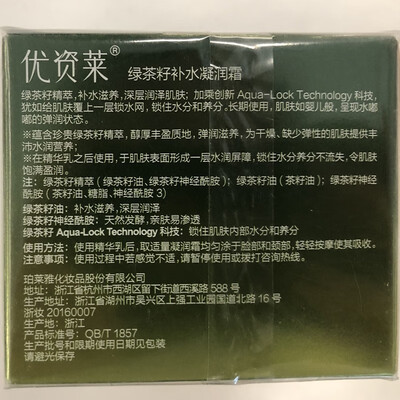 优资莱® 绿茶籽补水凝润霜
绿茶籽精萃,补水滋养,深层润泽肌肤;加乘创新 Aqua-Lock Technology 科技,
犹如给肌肤覆上一层锁水网,锁住水分和养分。长期使用,肌肤如婴儿般,呈现水嘟
嘟的弹润状态。
※蕴含珍贵绿茶籽精萃,醇厚丰盈质地,弹润滋养,为干燥、缺少弹性的肌肤提供丰
沛水润营养;
※在精华乳之后使用,于肌肤表面形成一层水润屏障,锁住水分养分不流失,令肌肤
饱满盈润。
注:绿茶籽精萃(绿茶籽油、绿茶籽神经酰胺);绿茶籽油(茶籽油);绿茶籽神经
酰胺(茶籽油、糖脂、神经酰胺 3)
绿茶籽油:补水滋养,深层润泽
绿茶籽神经酰胺:天然发酵,亲肤易渗透
绿茶籽 Aqua-Lock Technology 科技:锁住肌肤内部水分和养分
使用方法:使用精华乳后,取适量凝润霜均匀涂于脸部和颈部,轻轻按摩使其吸收。
注意事项:使用过程中若感觉不适,请暂停使用或拨打咨询热线。
珀莱雅化妆品股份有限公司
地址:浙江省杭州市西湖区留下街道西溪路 588 号
地址:浙江省湖州市吴兴区上强工业园国道北路 16 号
浙妆 20160007
生产地:浙江
产品标准号:QB/T 1857
生产批号和限期使用日期见包装
请避光保存